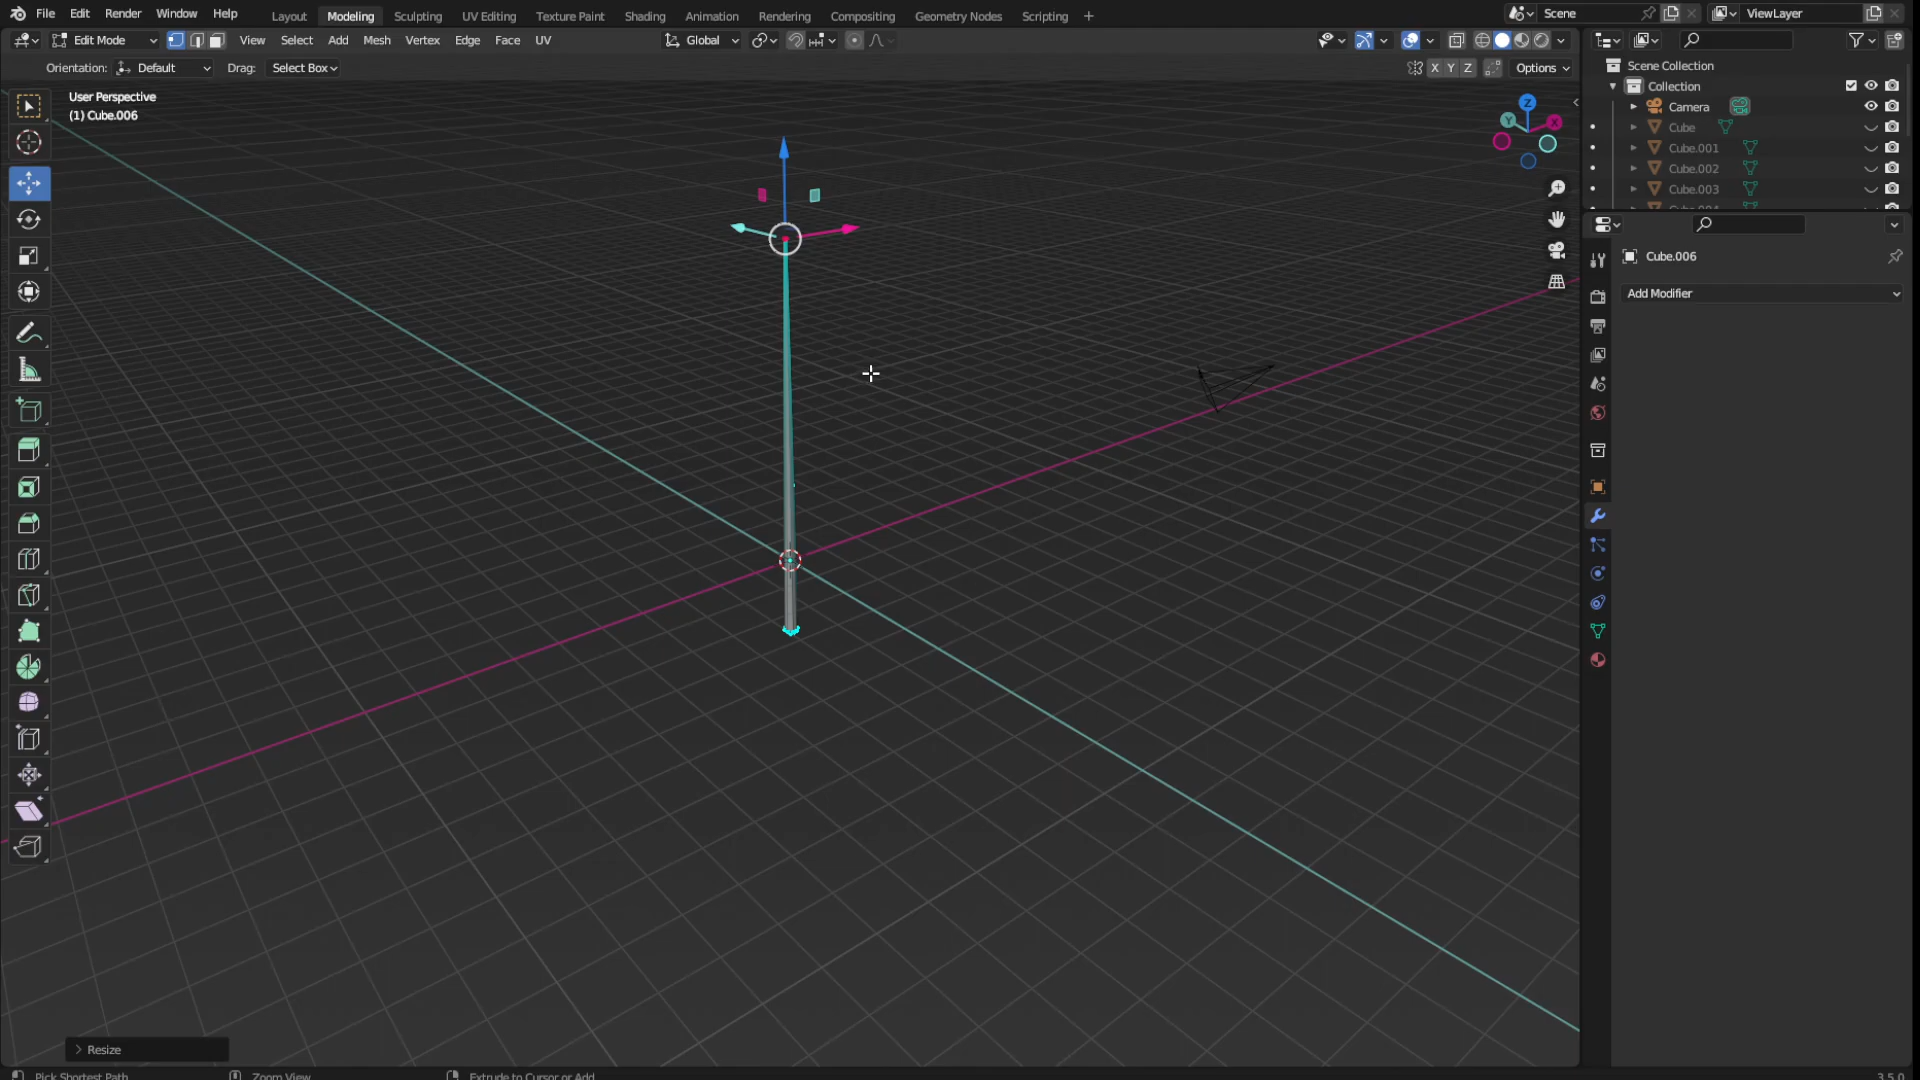 File Edit Render Window Help Layout Modeling Sculpting UV Editing Texture Paint Shading Animation Rendering Compositing Geometry Nodes Scripting + Scene ViewLayer
Edit Mode View Select Add Mesh Vertex Edge Face UV Global
Orientation: Default Drag: Select Box X Y Z Options
User Perspective
(1) Cube.006
Z
Y
X
Scene Collection
Collection
Camera
Cube
Cube.001
Cube.002
Cube.003
Cube.006
Add Modifier
Resize
Pick Shortest Path Zoom View Extrude to Cursor or Add 3.5.0